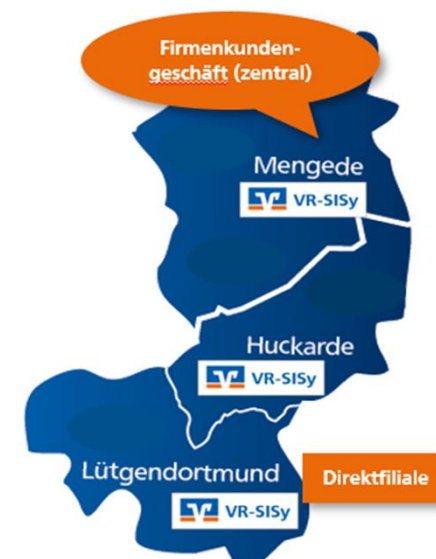 Firmenkunden-
geschäft (zentral)
Mengede
VR-SISy
Huckarde
VR-SISy
Lütgendortmund
Direktfiliale
VR-SISy